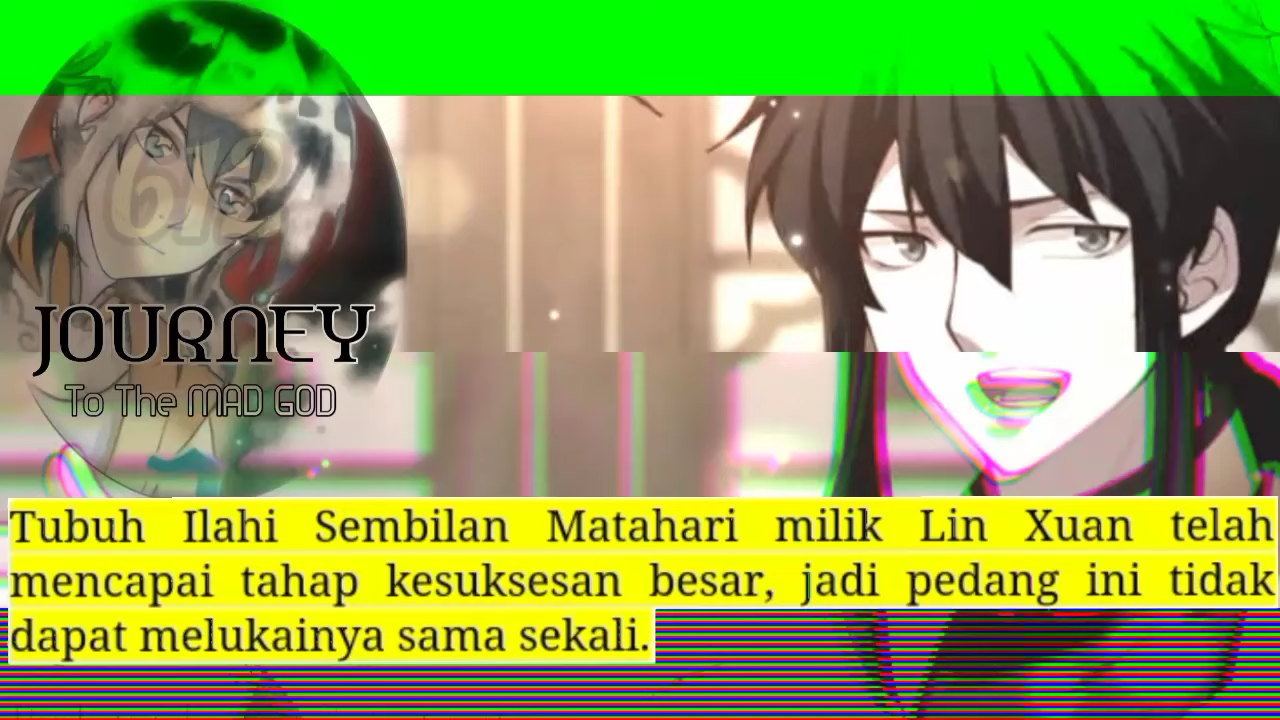 JOURNEY
To The MAD GOD
Tubuh Ilahi Sembilan Matahari milik Lin Xuan telah
mencapai tahap kesuksesan besar, jadi pedang ini tidak
dapat melukainya sama sekali.